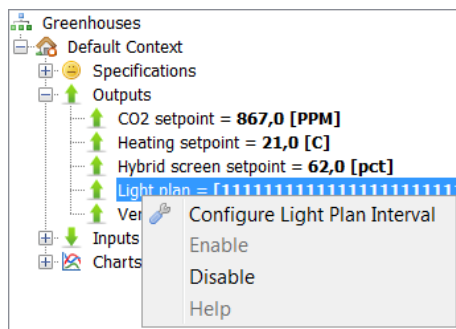 Greenhouses
Default Context
Specifications
Outputs
CO2 setpoint = 867,0 [PPM]
Heating setpoint = 21,0 [C]
Hybrid screen setpoint = 62,0 [pct]
Light plan = [11111111111111111111111
Configure Light Plan Interval
Enable
Inputs
Charts
Disable
Help